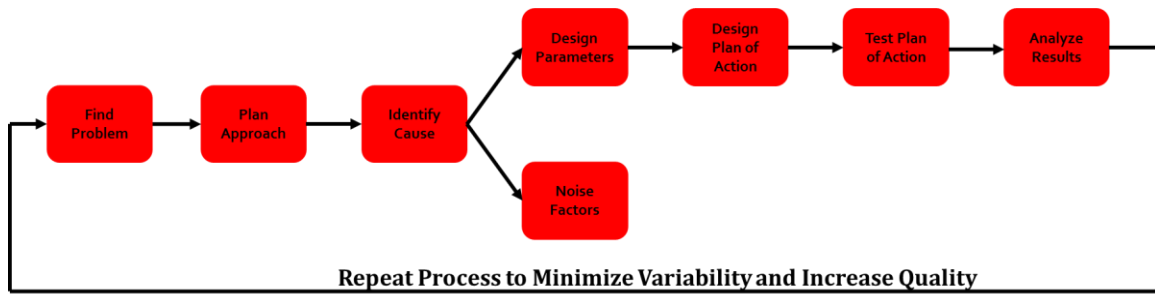 Find
Problem
Plan
Approach
Identify
Cause
Design
Parameters
Design
Plan of
Action
Test Plan
of Action
Analyze
Results
Noise
Factors
Repeat Process to Minimize Variability and Increase Quality